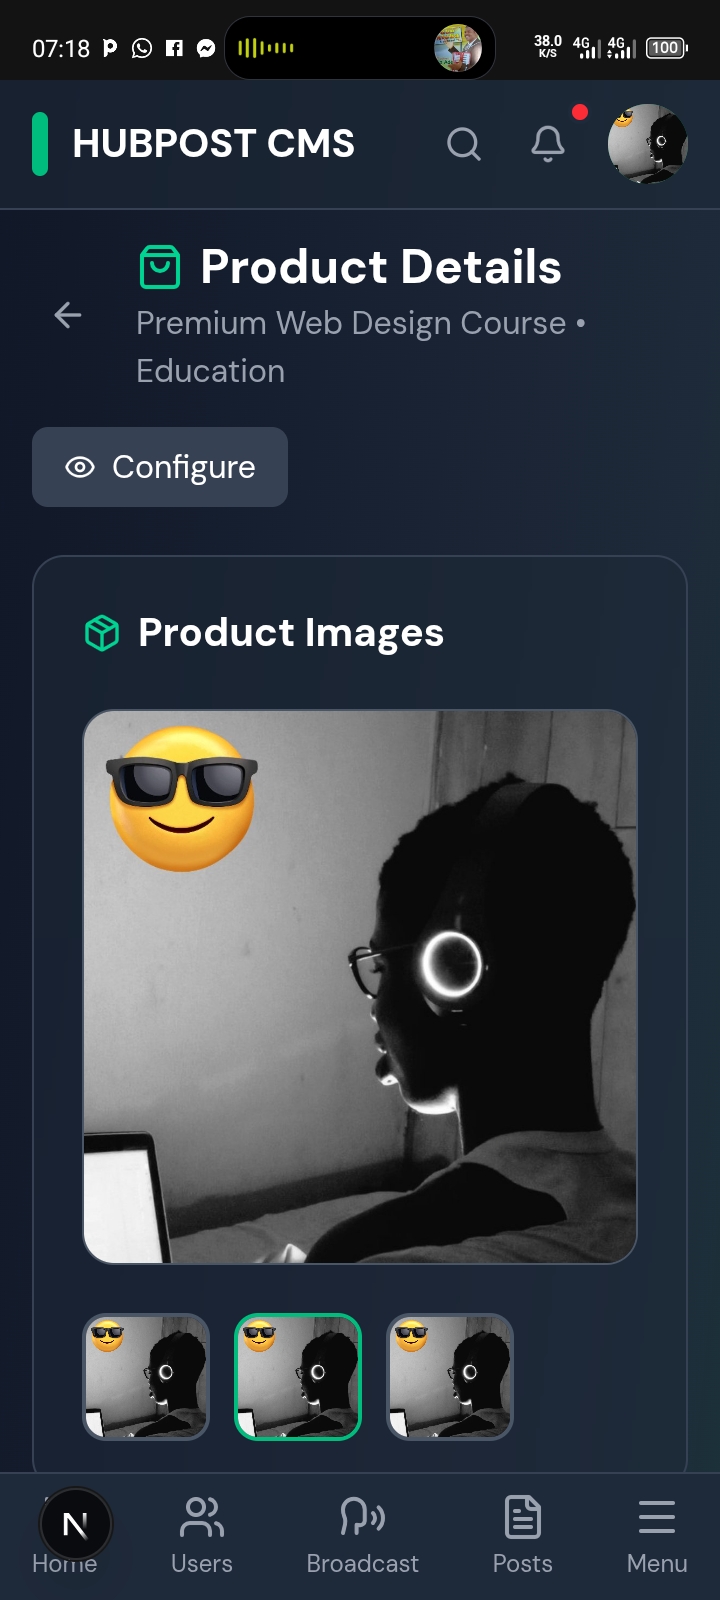 07:18
38.0
K/S
4G
4G
100
HUBPOST CMS
Product Details
Premium Web Design Course •
Education
Configure
Product Images
N
Home
Users
Broadcast
Posts
Menu